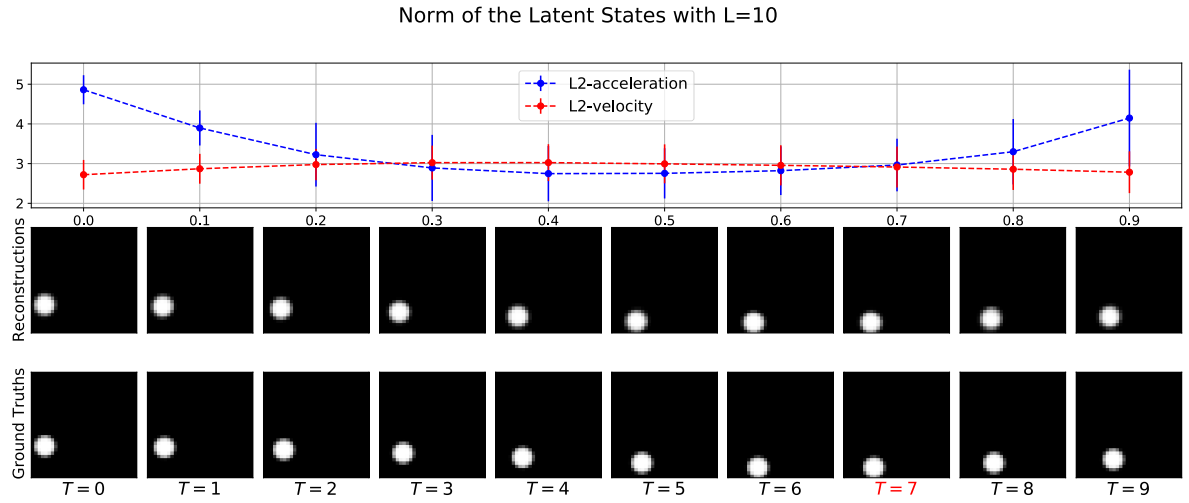 Norm of the Latent States with L=10
5
4
3
2
L2-acceleration
L2-velocity
0.0 0.1 0.2 0.3 0.4 0.5 0.6 0.7 0.8 0.9
Reconstructions
Ground Truths
T = 0 T = 1 T = 2 T = 3 T = 4 T = 5 T = 6 T = 7 T = 8 T = 9